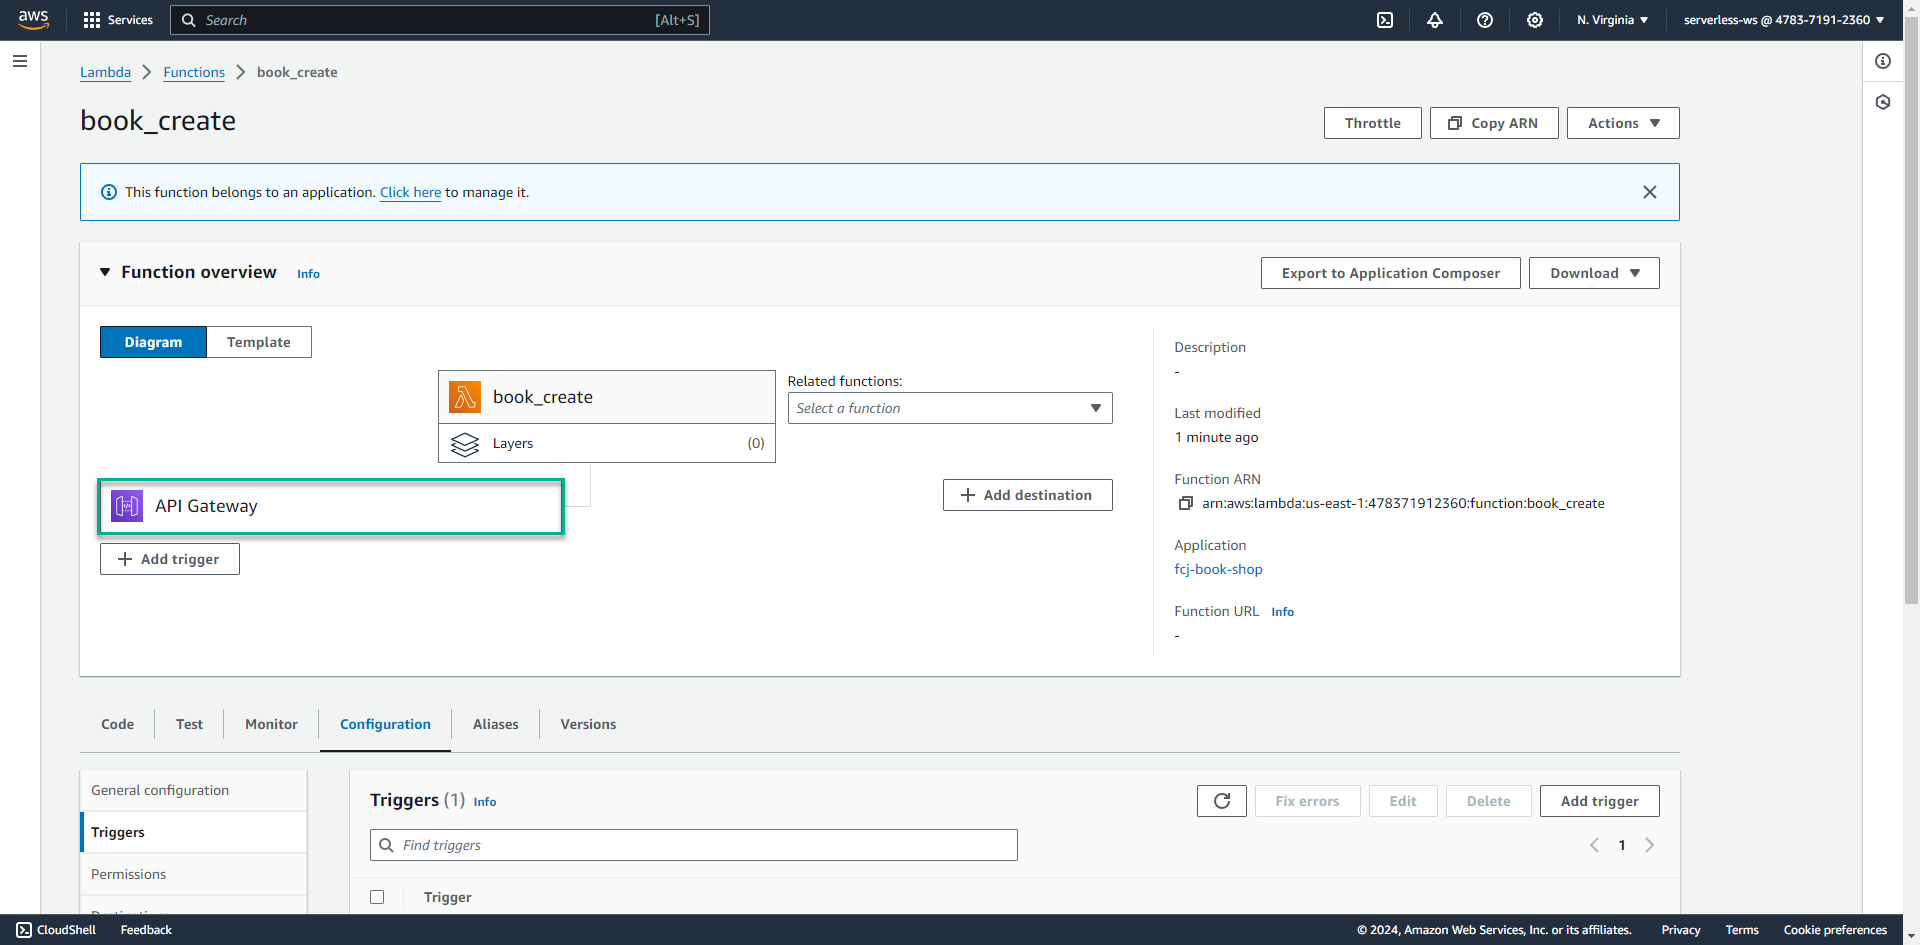 aws Services Search [Alt+S] N. Virginia serverless-ws @ 4783-7191-2360
Lambda Functions book_create
book_create
Throttle Copy ARN Actions
This function belongs to an application. Click here to manage it.
Function overview Info
Export to Application Composer Download
Diagram Template
Description
-
book_create
Related functions:
Select a function
Layers (0)
Last modified
1 minute ago
API Gateway
Add destination
Add trigger
Function ARN
arn:aws:lambda:us-east-1:478371912360:function:book_create
Application
fcj-book-shop
Function URL Info
-
Code Test Monitor Configuration Aliases Versions
General configuration
Triggers
Permissions
Triggers (1) Info
Fix errors Edit Delete Add trigger
Find triggers
1
Trigger
CloudShell Feedback © 2024, Amazon Web Services, Inc. or its affiliates. Privacy Terms Cookie preferences